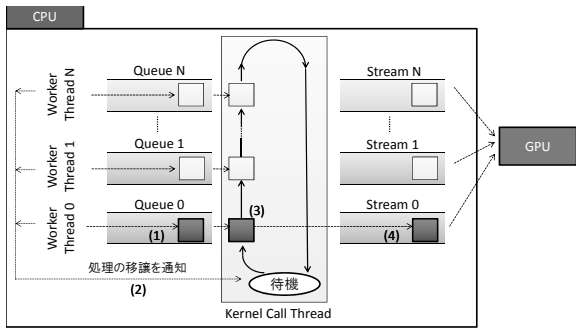 CPU
Queue N
Stream N
Worker
Thread N
Queue 1
Stream 1
Worker
Thread 1
GPU
Queue 0
Stream 0
Worker
Thread 0
(1)
(3)
(4)
処理の移譲を通知
(2)
待機
Kernel Call Thread